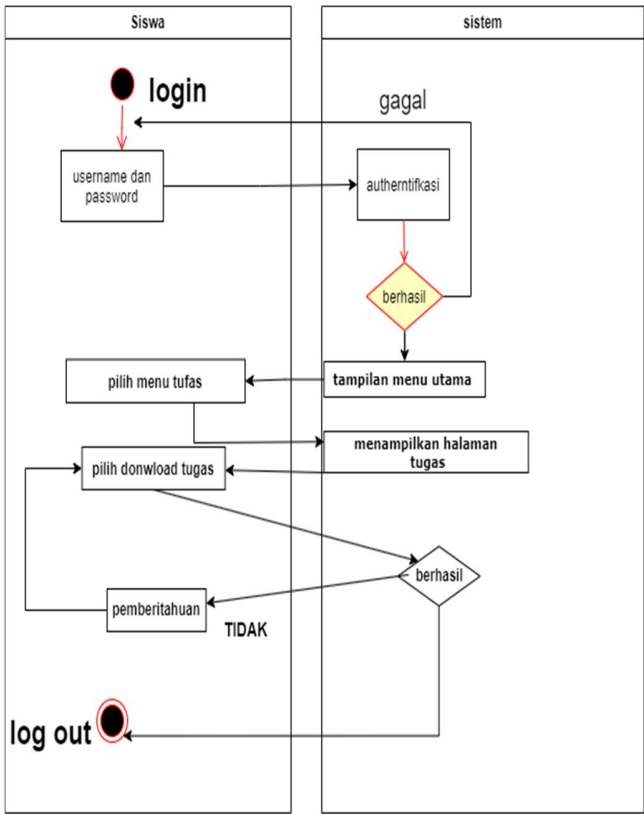 Siswa
sistem
login
gagal
username dan
password
autherntifkasi
berhasil
tampilan menu utama
pilih menu tufas
menampilkan halaman
tugas
pilih donwload tugas
berhasil
pemberitahuan
TIDAK
log out